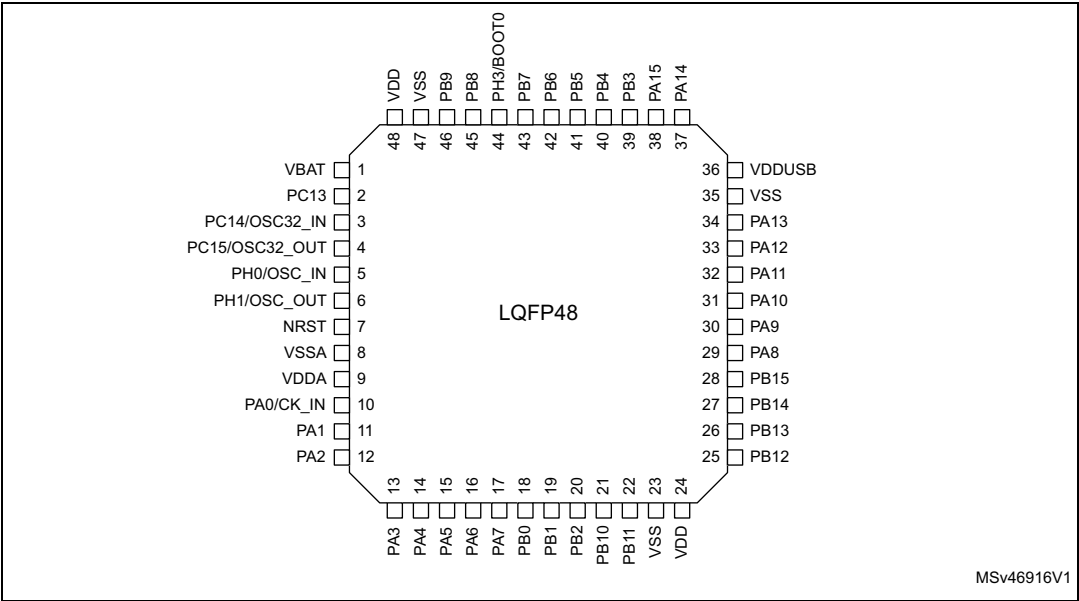 VDD
VSS
PB9
PB8
PH3/BOOT0
PB7
PB6
PB5
PB4
PB3
PA15
PA14
48
47
46
45
44
43
42
41
40
39
38
37
VBAT 1
PC13 2
PC14/OSC32_IN 3
PC15/OSC32_OUT 4
PH0/OSC_IN 5
PH1/OSC_OUT 6
NRST 7
VSSA 8
VDDA 9
PA0/CK_IN 10
PA1 11
PA2 12
LQFP48
36 VDDUSB
35 VSS
34 PA13
33 PA12
32 PA11
31 PA10
30 PA9
29 PA8
28 PB15
27 PB14
26 PB13
25 PB12
13
14
15
16
17
18
19
20
21
22
23
24
PA3
PA4
PA5
PA6
PA7
PB0
PB1
PB2
PB10
PB11
VSS
VDD
MSv46916V1